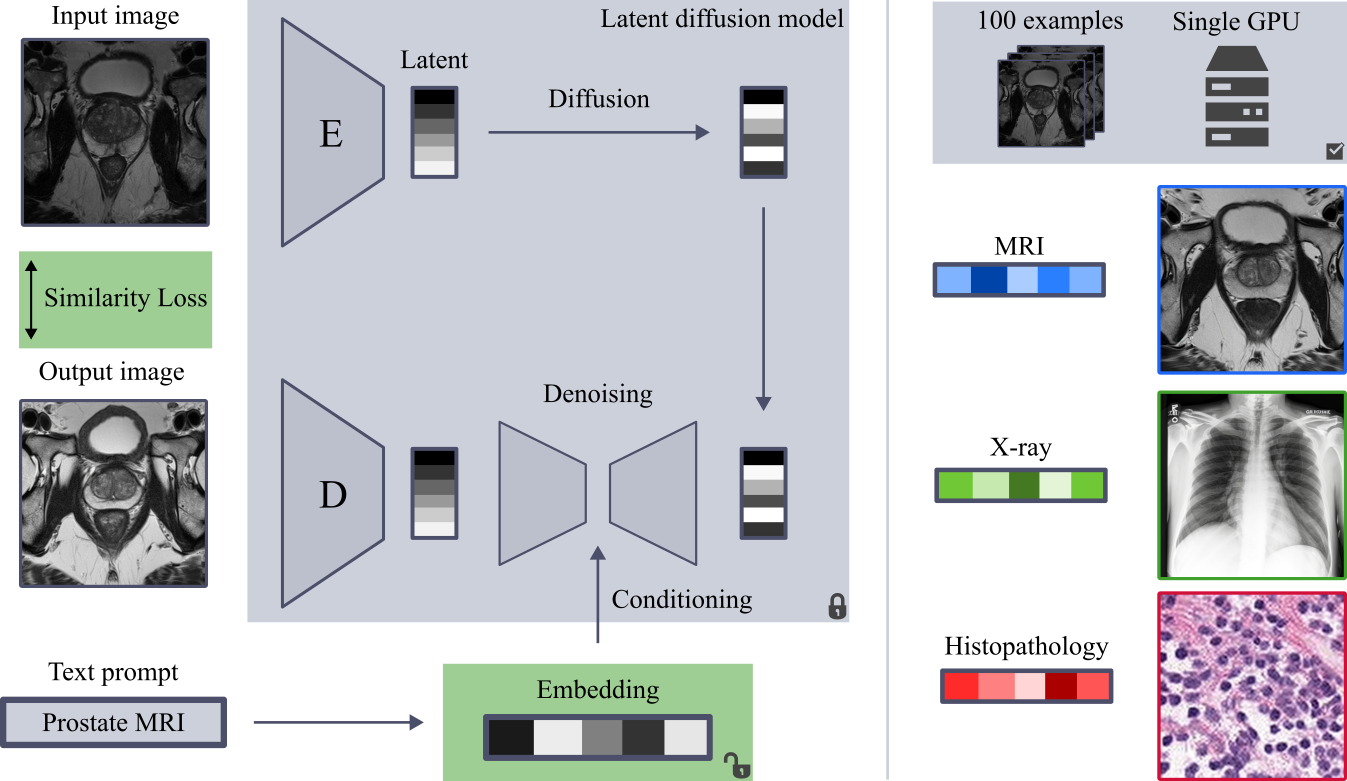 Input image
Latent diffusion model
100 examples
Single GPU
Latent
Diffusion
E
Similarity Loss
MRI
Output image
Denoising
X-ray
D
Conditioning
Text prompt
Prostate MRI
Embedding
Histopathology